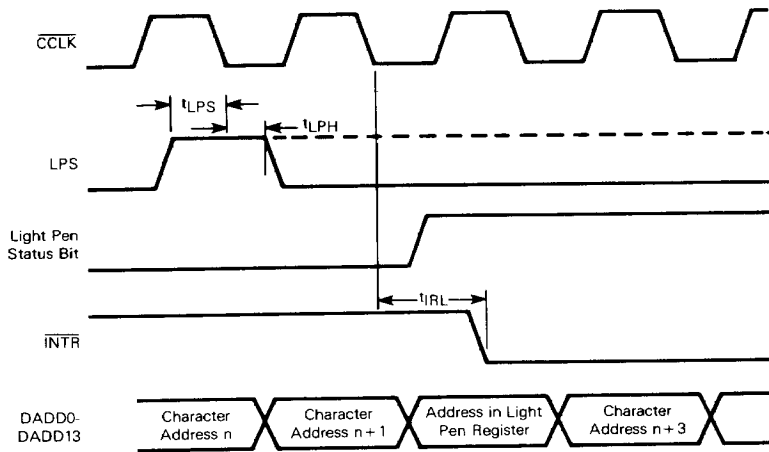 CCLK
tLPS
tLPH
LPS
Light Pen
Status Bit
tIRL
INTR
DADD0-
DADD13
Character
Address n
Character
Address n+1
Address in Light
Pen Register
Character
Address n+3